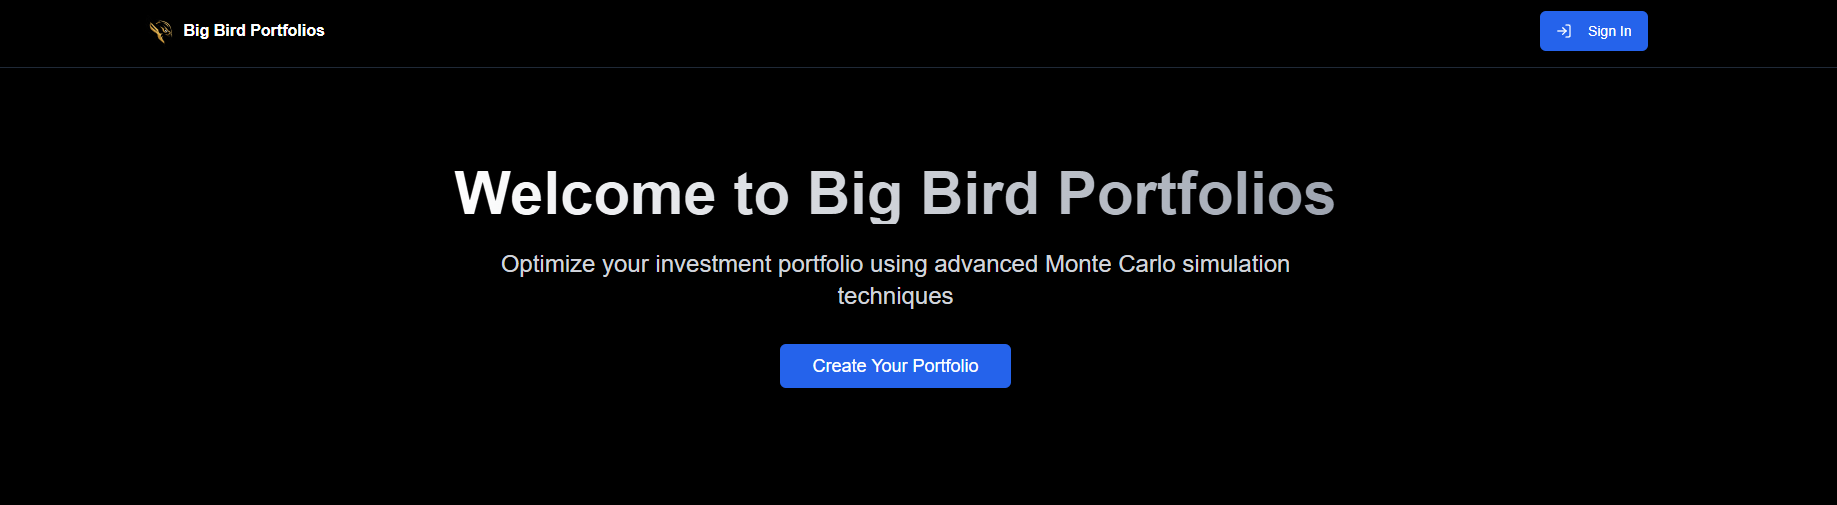 Big Bird Portfolios
Sign In
Welcome to Big Bird Portfolios
Optimize your investment portfolio using advanced Monte Carlo simulation
techniques
Create Your Portfolio